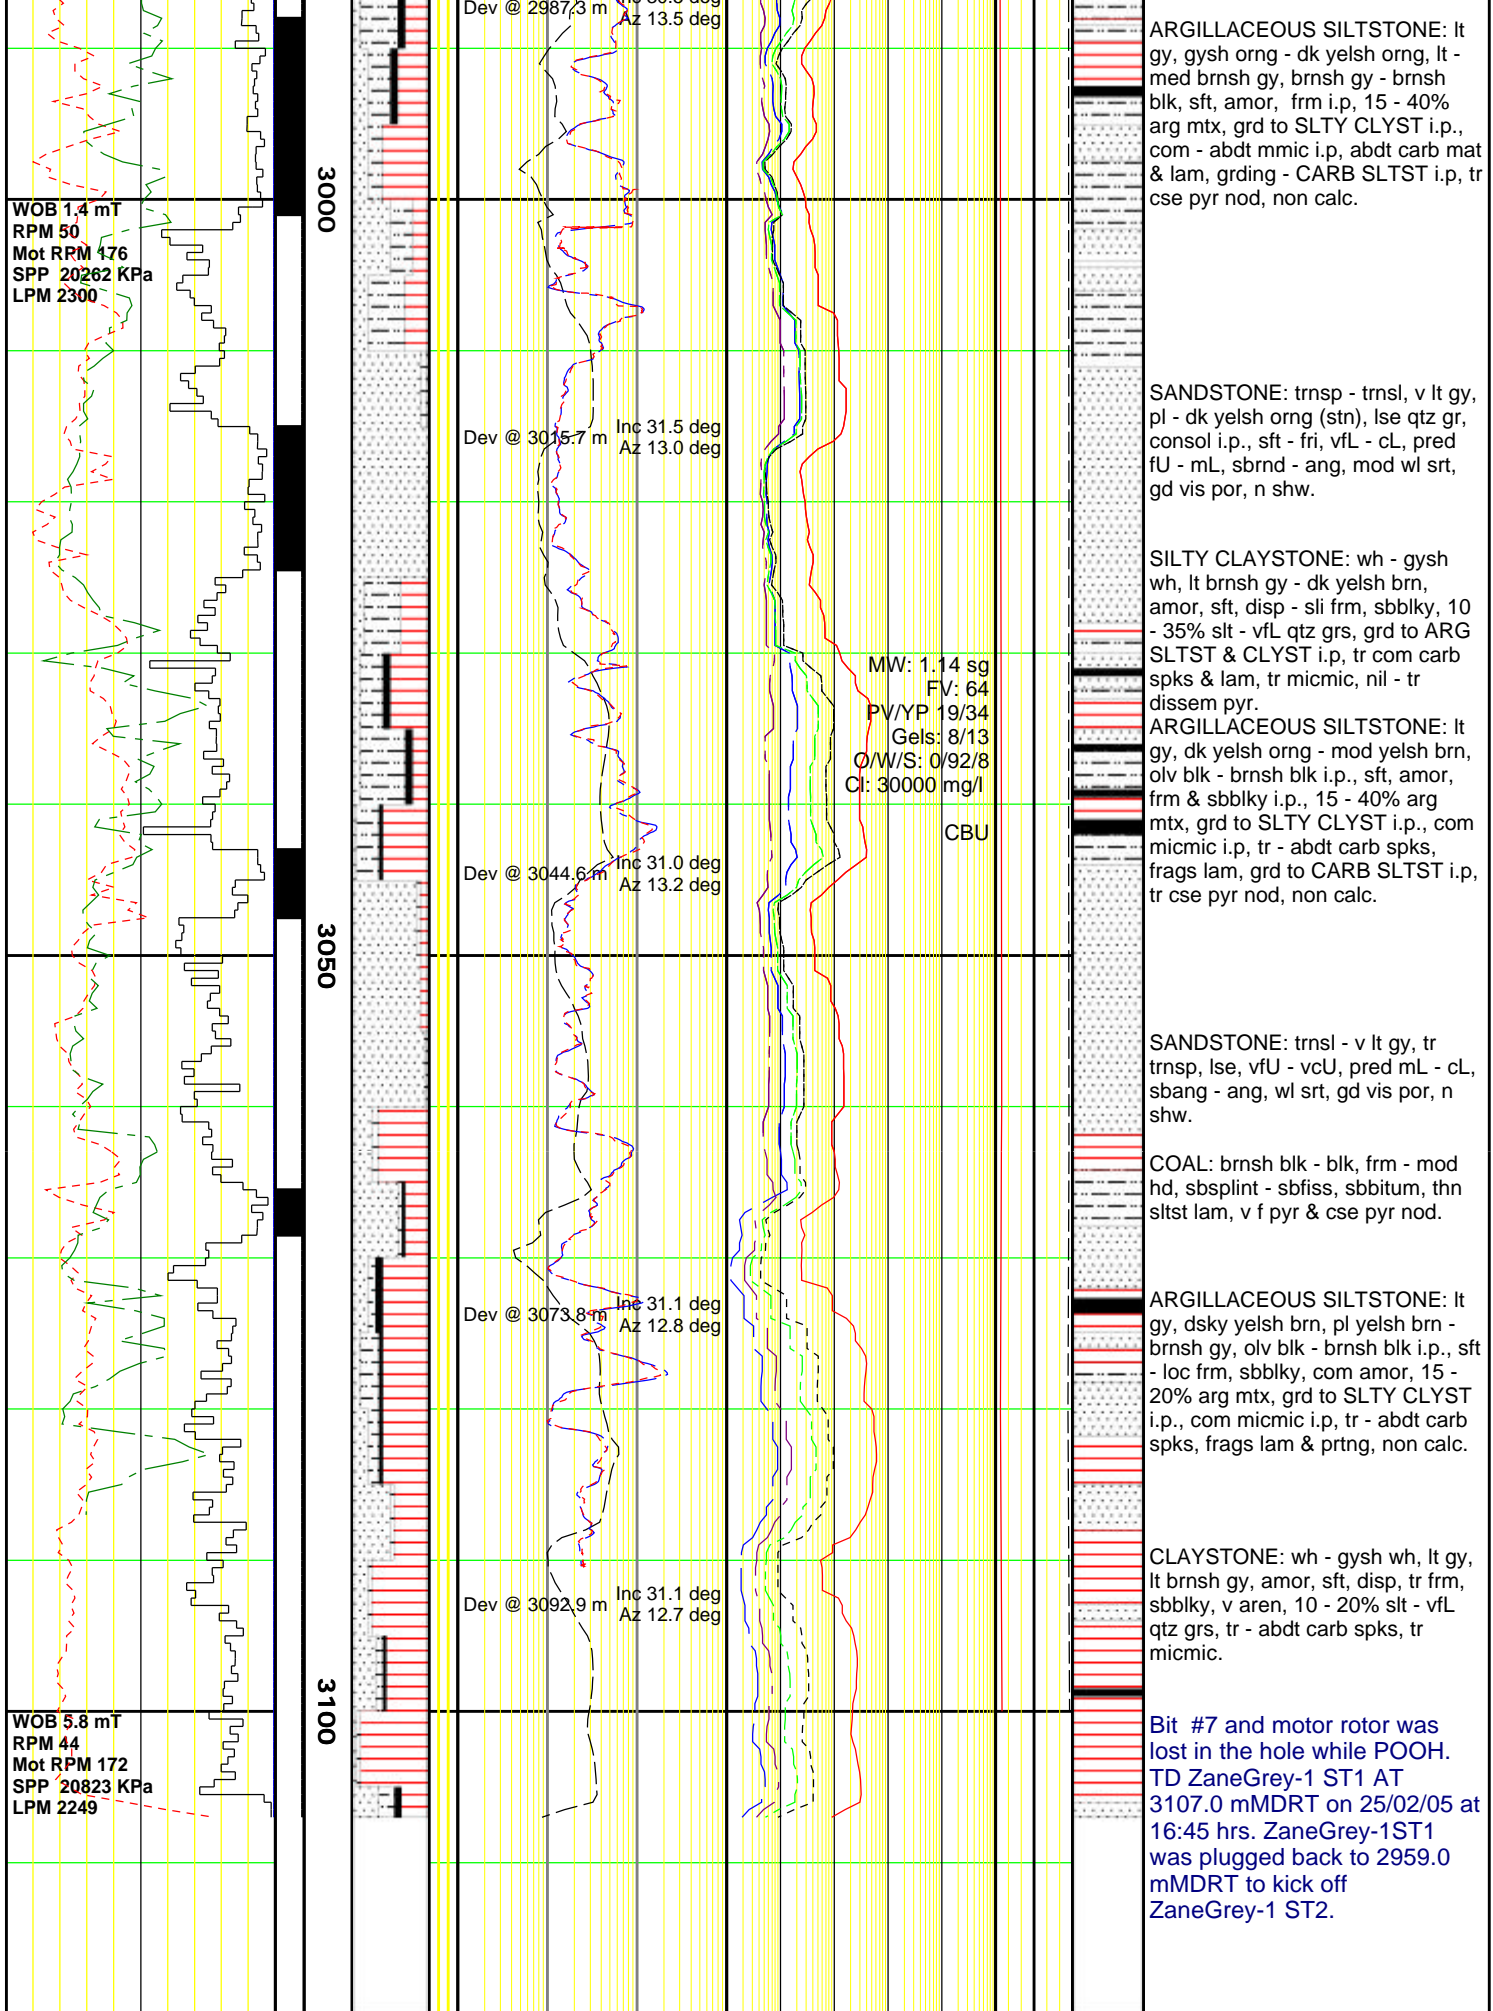 Dev @ 2987.3 m
Az 13.5 deg
ARGILLACEOUS SILTSTONE: lt
gy, gysh orng - dk yelsh orng, lt -
med brnsh gy, brnsh gy - brnsh
blk, sft, amor,  frm i.p, 15 - 40%
arg mtx, grd to SLTY CLYST i.p.,
com - abdt mmic i.p, abdt carb mat
& lam, grding - CARB SLTST i.p, tr
cse pyr nod, non calc.
3000
WOB 1.4 mT
RPM 50
Mot RPM 176
SPP  20262 KPa
LPM 2300
SANDSTONE: trnsp - trnsl, v lt gy,
pl - dk yelsh orng (stn), lse qtz gr,
consol i.p., sft - fri, vfL - cL, pred
fU - mL, sbrnd - ang, mod wl srt,
gd vis por, n shw.
Dev @ 3015.7 m
Inc 31.5 deg
Az 13.0 deg
SILTY CLAYSTONE: wh - gysh
wh, lt brnsh gy - dk yelsh brn,
amor, sft, disp - sli frm, sbblky, 10
- 35% slt - vfL qtz grs, grd to ARG
SLTST & CLYST i.p, tr com carb
spks & lam, tr micmic, nil - tr
dissem pyr.
MW: 1.14 sg
FV: 64
PV/YP 19/34
Gels: 8/13
O/W/S: 0/92/8
Cl: 30000 mg/l
CBU
ARGILLACEOUS SILTSTONE: lt
gy, dk yelsh orng - mod yelsh brn,
olv blk - brnsh blk i.p., sft, amor,
frm & sbblky i.p., 15 - 40% arg
mtx, grd to SLTY CLYST i.p., com
micmic i.p, tr - abdt carb spks,
frags lam, grd to CARB SLTST i.p,
tr cse pyr nod, non calc.
Dev @ 3044.6 m
Inc 31.0 deg
Az 13.2 deg
3050
SANDSTONE: trnsl - v lt gy, tr
trnsp, lse, vfU - vcU, pred mL - cL,
sbang - ang, wl srt, gd vis por, n
shw.
COAL: brnsh blk - blk, frm - mod
hd, sbsplint - sbfiss, sbbitum, thn
sltst lam, v f pyr & cse pyr nod.
Dev @ 3073.8 m
Inc 31.1 deg
Az 12.8 deg
ARGILLACEOUS SILTSTONE: lt
gy, dsky yelsh brn, pl yelsh brn -
brnsh gy, olv blk - brnsh blk i.p., sft
- loc frm, sbblky, com amor, 15 -
20% arg mtx, grd to SLTY CLYST
i.p., com micmic i.p, tr - abdt carb
spks, frags lam & prtng, non calc.
Dev @ 3092.9 m
Inc 31.1 deg
Az 12.7 deg
CLAYSTONE: wh - gysh wh, lt gy,
lt brnsh gy, amor, sft, disp, tr frm,
sbblky, v aren, 10 - 20% slt - vfL
qtz grs, tr - abdt carb spks, tr
micmic.
3100
WOB 5.8 mT
RPM 44
Mot RPM 172
SPP  20823 KPa
LPM 2249
Bit  #7 and motor rotor was
lost in the hole while POOH.
TD ZaneGrey-1 ST1 AT
3107.0 mMDRT on 25/02/05 at
16:45 hrs. ZaneGrey-1ST1
was plugged back to 2959.0
mMDRT to kick off
ZaneGrey-1 ST2.